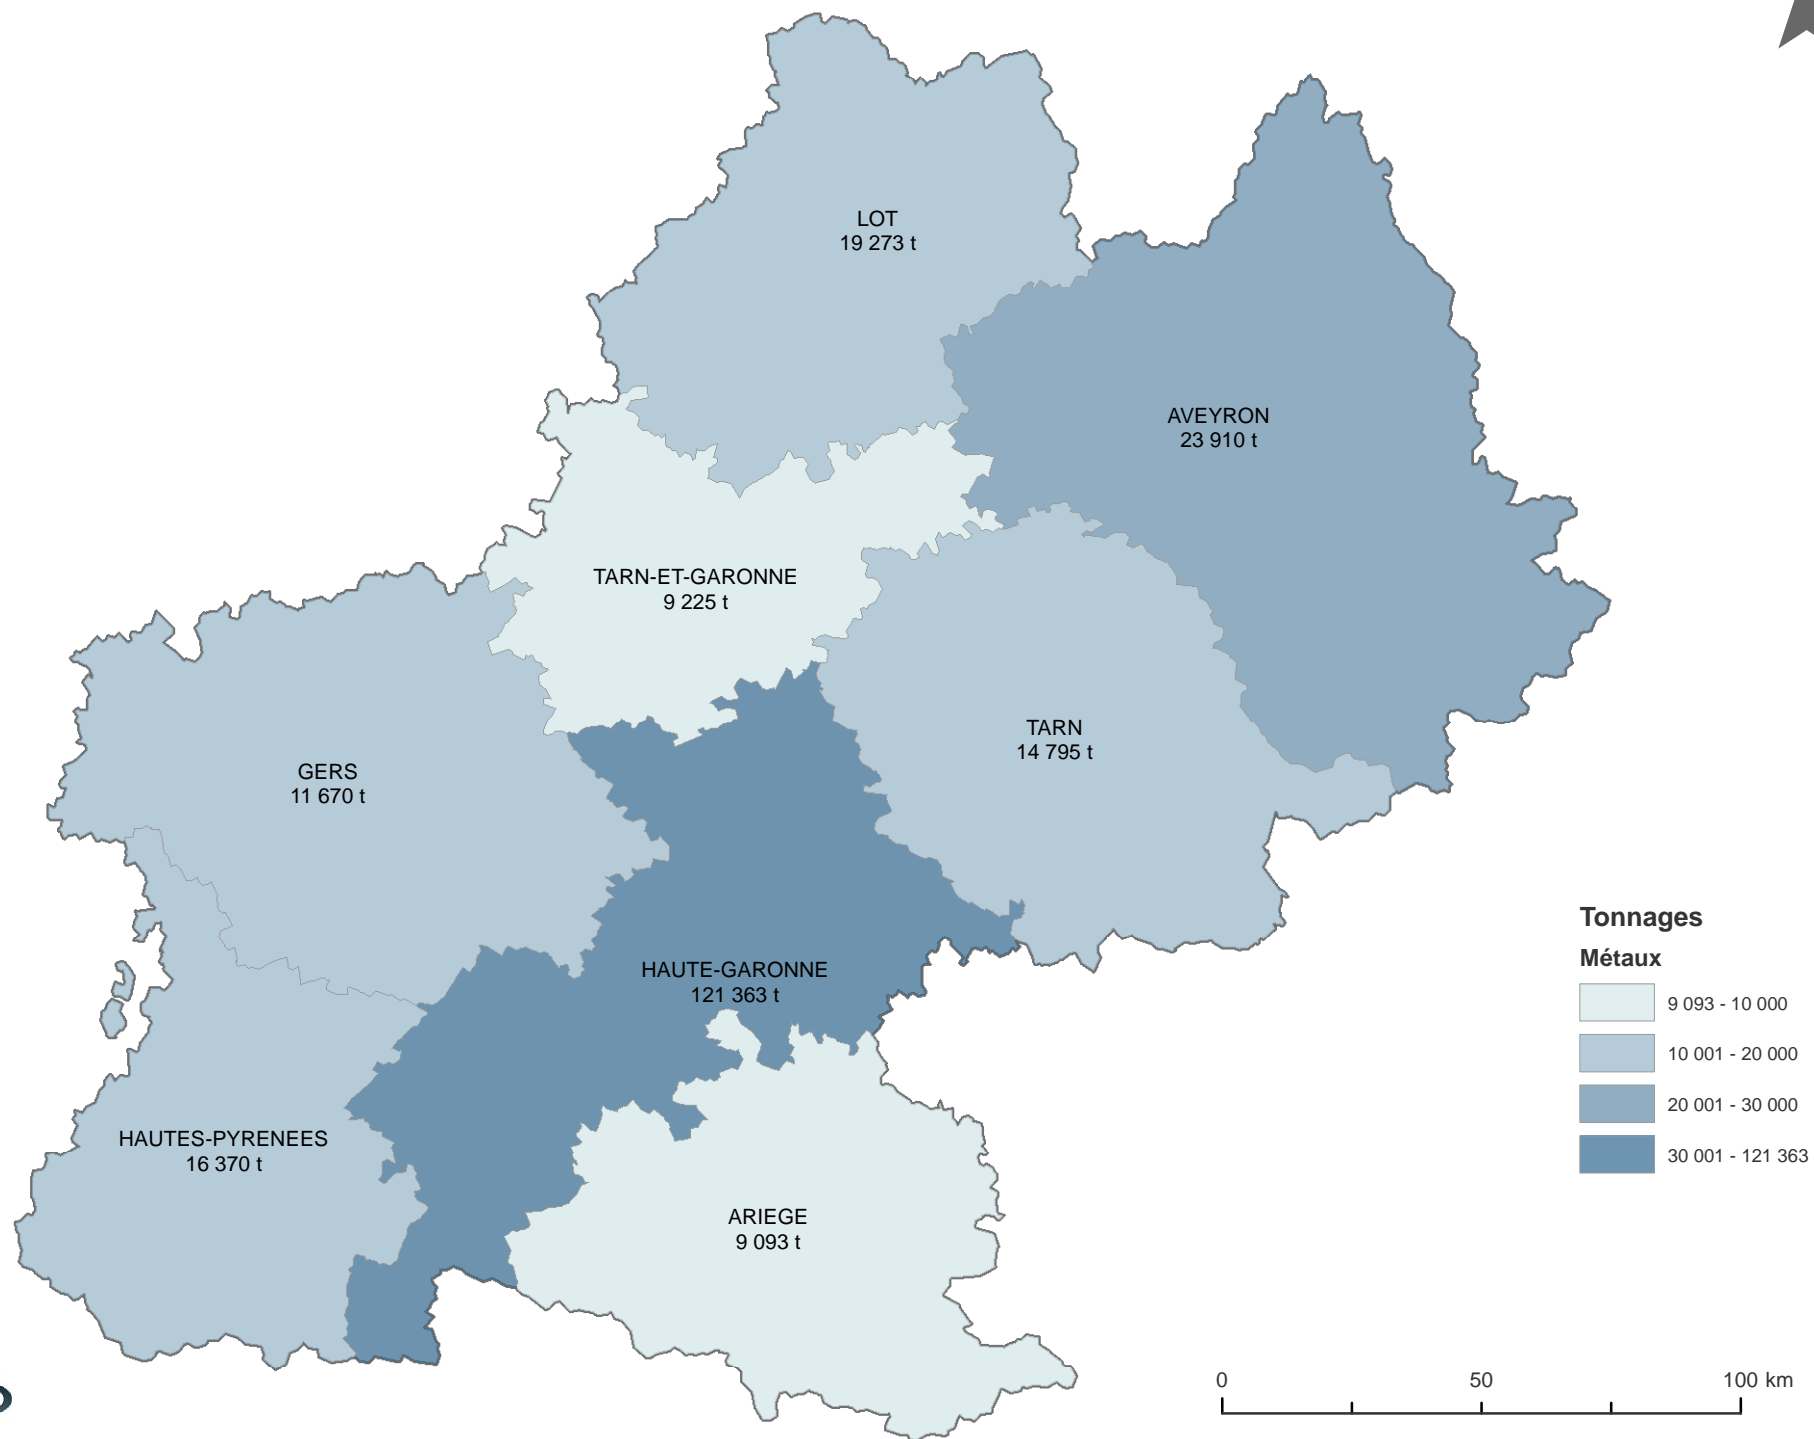 LOT
19 273 t
AVEYRON
23 910 t
TARN-ET-GARONNE
9 225 t
TARN
14 795 t
GERS
11 670 t
HAUTE-GARONNE
121 363 t
HAUTES-PYRENEES
16 370 t
ARIEGE
9 093 t
Tonnages
Métaux
9 093 - 10 000
10 001 - 20 000
20 001 - 30 000
30 001 - 121 363
0 50 100 km